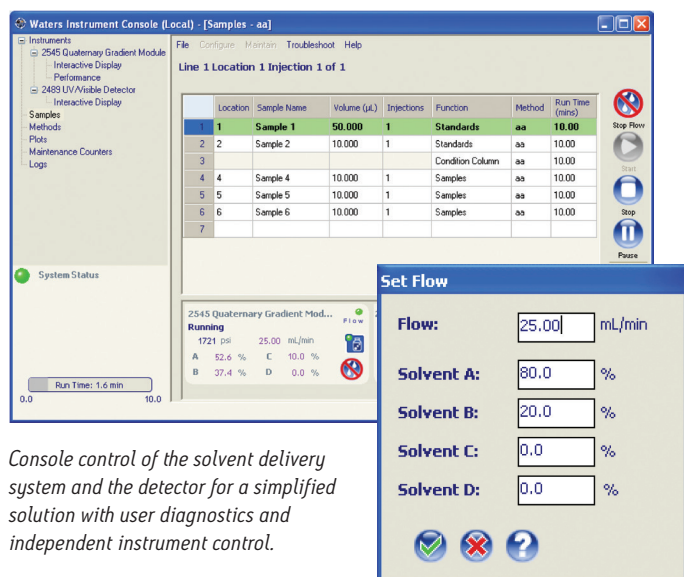 Waters Instrument Console (Local) - [Samples - aa]
Instruments
2545 Quaternary Gradient Module
Interactive Display
Performance
2489 UV/Visible Detector
Interactive Display
Samples
Methods
Plots
Maintenance Counters
Logs
File Configure Maintain Troubleshoot Help
Line 1 Location 1 Injection 1 of 1
Location Sample Name Volume (µL) Injections Function Method Run Time (mins)
1 1 Sample 1 50.000 1 Standards aa 10.00
2 2 Sample 2 10.000 1 Standards aa 10.00
3 Condition Column aa 10.00
4 4 Sample 4 10.000 1 Samples aa 10.00
5 5 Sample 5 10.000 1 Samples aa 10.00
6 6 Sample 6 10.000 1 Samples aa 10.00
7
Stop Flow
Start
Stop
Pause
System Status
Run Time: 1.6 min
0.0 10.0
2545 Quaternary Gradient Mod...
Flow
Running
1721 psi 25.00 mL/min
A 52.6 % C 10.0 %
B 37.4 % D 0.0 %
Set Flow
Flow: 25.00 mL/min
Solvent A: 80.0 %
Solvent B: 20.0 %
Solvent C: 0.0 %
Solvent D: 0.0 %
Console control of the solvent delivery
system and the detector for a simplified
solution with user diagnostics and
independent instrument control.